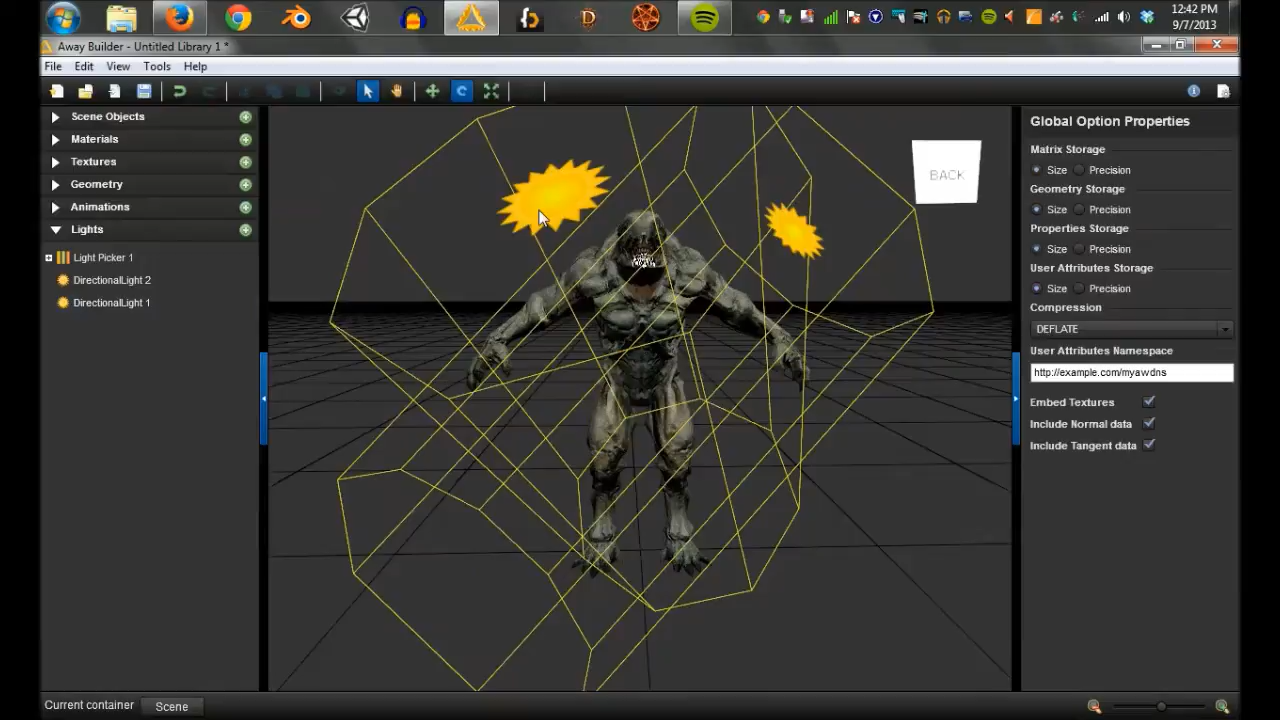 12:42 PM
9/7/2013
Away Builder - Untitled Library 1 *
File Edit View Tools Help
Scene Objects
Materials
Textures
Geometry
Animations
Lights
Light Picker 1
DirectionalLight 2
DirectionalLight 1
BACK
Global Option Properties
Matrix Storage
Size Precision
Geometry Storage
Size Precision
Properties Storage
Size Precision
User Attributes Storage
Size Precision
Compression
DEFLATE
User Attributes Namespace
http://example.com/myawdns
Embed Textures
Include Normal data
Include Tangent data
Current container Scene